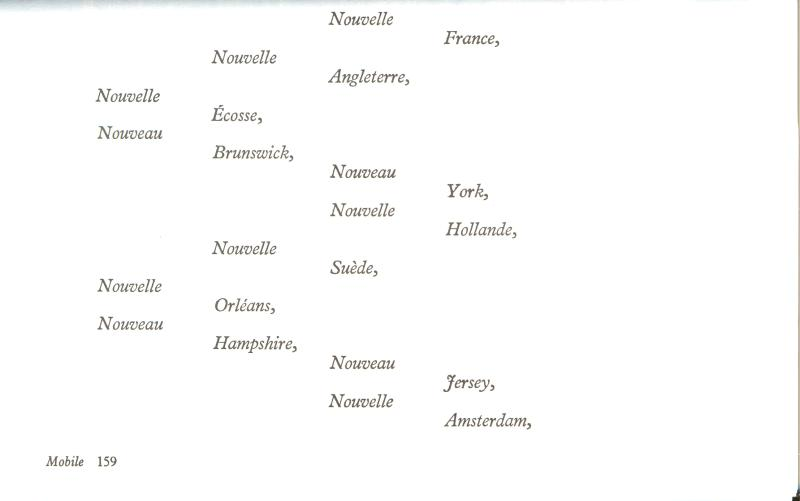 Nouvelle
France,
Nouvelle
Angleterre,
Nouvelle
Écosse,
Nouveau
Brunswick,
Nouveau
York,
Nouvelle
Hollande,
Nouvelle
Suède,
Nouvelle
Orléans,
Nouveau
Hampshire,
Nouveau
Jersey,
Nouvelle
Amsterdam,
Mobile 159